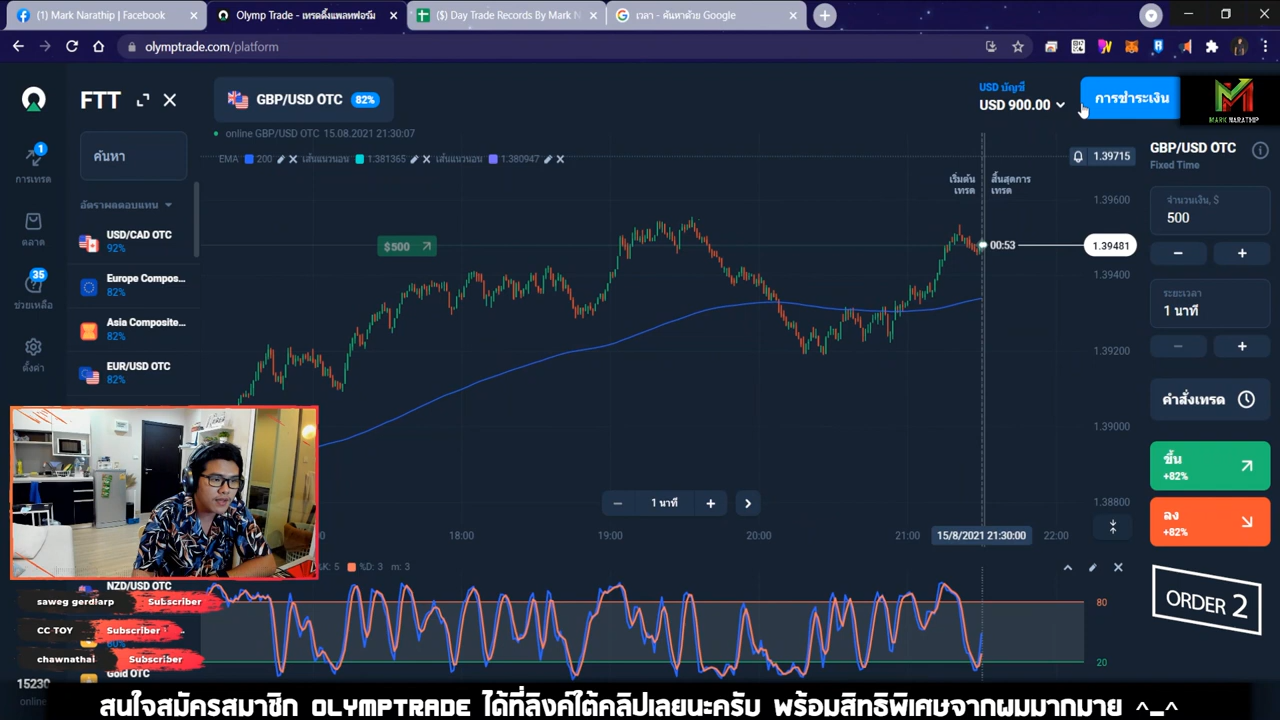 (1) Mark Narathip | Facebook
Olymp Trade - เทรดดิ้งแพลทฟอร์ม
($) Day Trade Records By Mark N
เวลา - ค้นหาด้วย Google
olymptrade.com/platform
FTT
GBP/USD OTC 82%
USD บัญชี
USD 900.00
การชำระเงิน
MARK NARATHIP
online GBP/USD OTC 15.08.2021 21:30:07
EMA 200 เส้นแนวนอน 1.381365 เส้นแนวนอน 1.380947
1
การเทรด
ตลาด
35
ช่วยเหลือ
ตั้งค่า
ค้นหา
อัตราผลตอบแทน
USD/CAD OTC
92%
Europe Compos...
82%
Asia Composite...
82%
EUR/USD OTC
82%
NZD/USD OTC
Gold OTC
$500
เริ่มต้น
เทรด
สิ้นสุดการ
เทรด
00:53
1.39715
1.39600
1.39481
1.39400
1.39200
1.39000
1.38800
1 นาที
18:00
19:00
20:00
21:00
15/8/2021 21:30:00
22:00
%K: 5 %D: 3 m: 3
80
20
GBP/USD OTC
Fixed Time
จำนวนเงิน, $
500
ระยะเวลา
1 นาที
คำสั่งเทรด
ขึ้น
+82%
ลง
+82%
ORDER 2
saweg gerdlarp Subscriber
CC TOY Subscriber
chawnathai Subscriber
15230
online
สนใจสมัครสมาชิก OLYMPTRADE ได้ที่ลิงค์ใต้คลิปเลยนะครับ พร้อมสิทธิพิเศษจากผมมากมาย ^_^